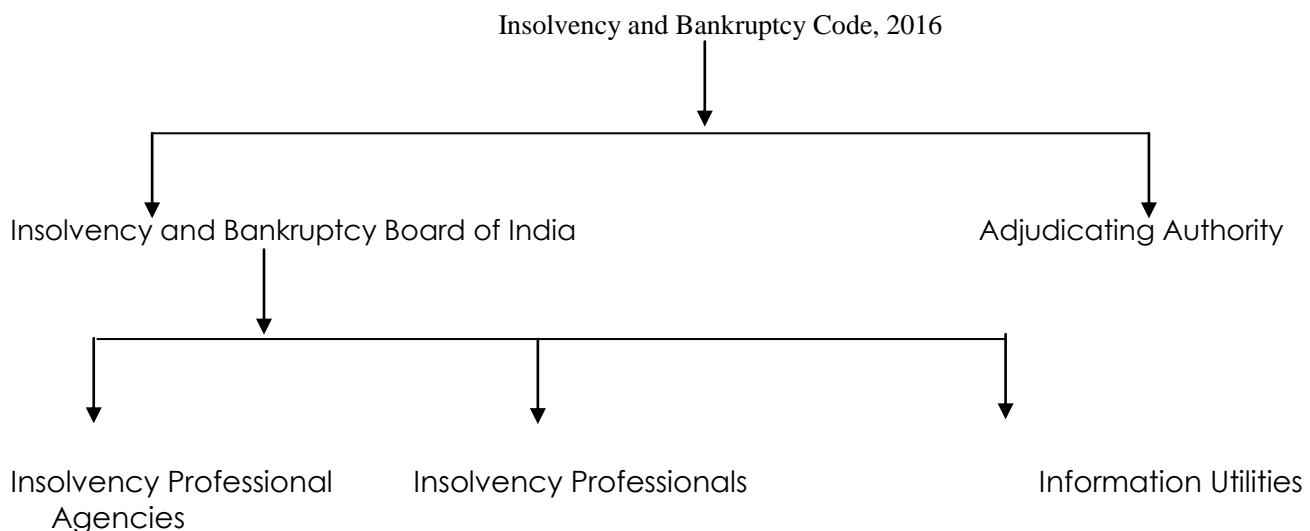 Insolvency and Bankruptcy Code, 2016
Insolvency and Bankruptcy Board of India
Adjudicating Authority
Insolvency Professional
Agencies
Insolvency Professionals
Information Utilities